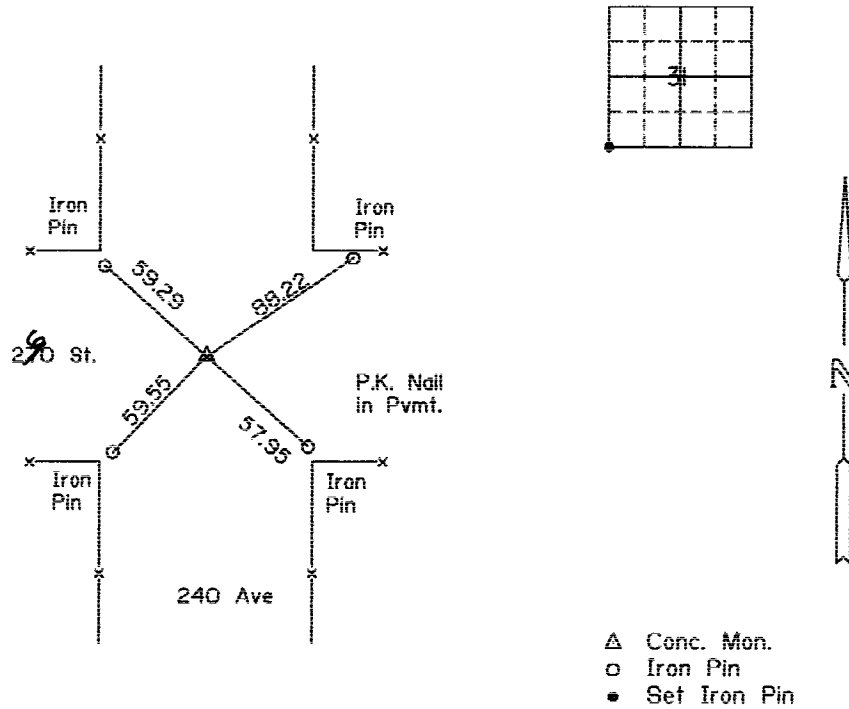 31
Iron
Pin
Iron
Pin
59.29
88.22
260 St.
P.K. Nail
in Pvmt.
N
59.55
57.95
Iron
Pin
Iron
Pin
240 Ave
Conc. Mon.
Iron Pin
Set Iron Pin